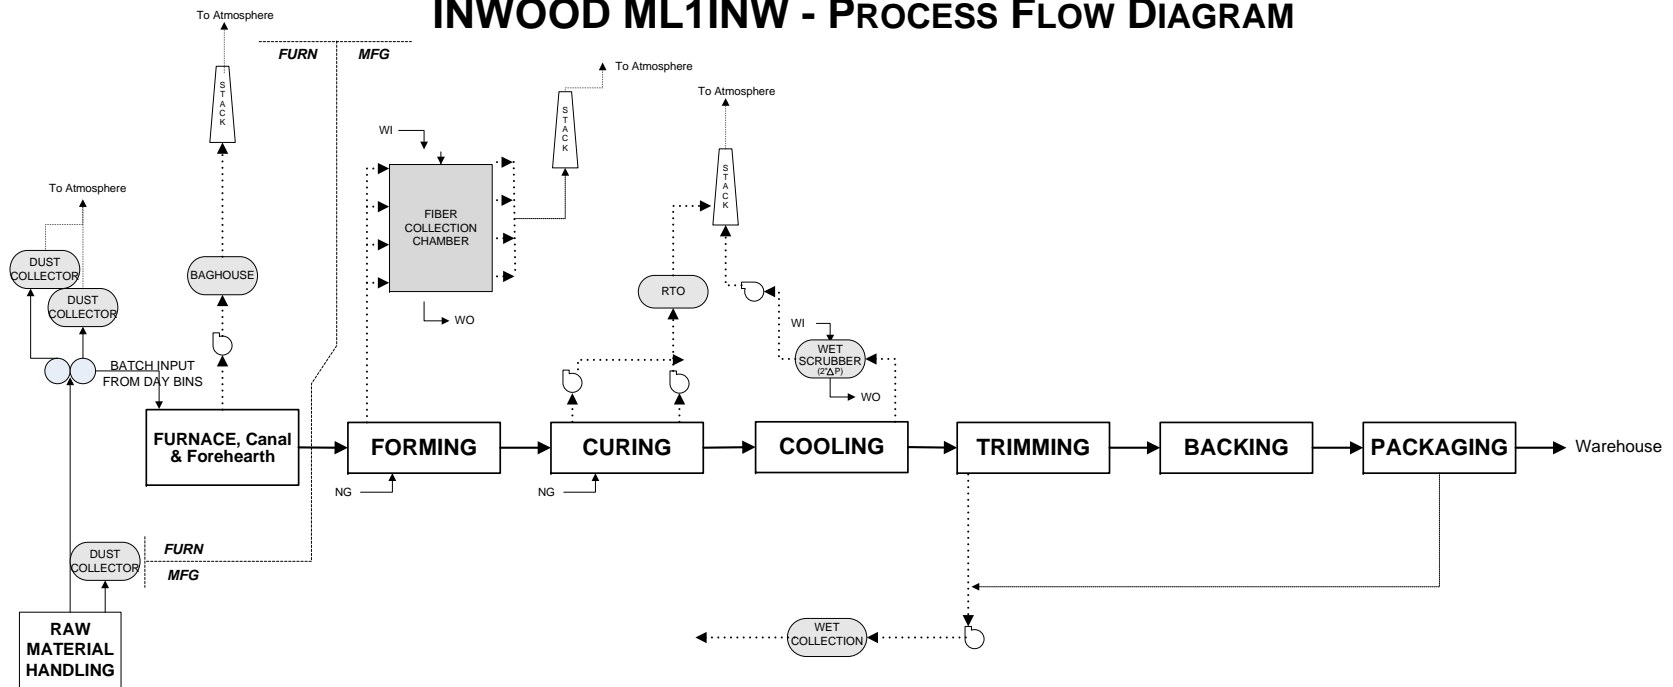 INWOOD ML1INW - PROCESS FLOW DIAGRAM
To Atmosphere
FURN
MFG
To Atmosphere
STACK
STACK
To Atmosphere
WI
STACK
To Atmosphere
FIBER
COLLECTION
CHAMBER
DUST
COLLECTOR
BAGHOUSE
RTO
DUST
COLLECTOR
WO
WI
WET
SCRUBBER
(2"△P)
BATCH INPUT
FROM DAY BINS
WO
FURNACE, Canal
& Forehearth
FORMING
CURING
COOLING
TRIMMING
BACKING
PACKAGING
Warehouse
NG
NG
FURN
DUST
COLLECTOR
MFG
RAW
MATERIAL
HANDLING
WET
COLLECTION